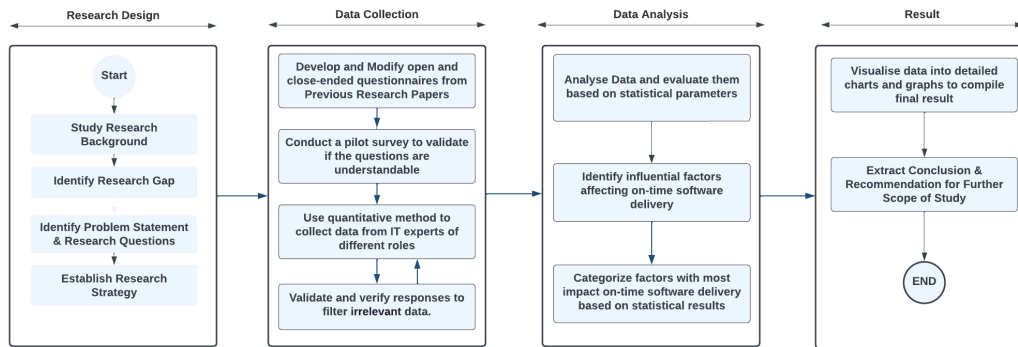 Research Design
Data Collection
Data Analysis
Result
Start
Study Research
Background
Identify Research Gap
Identify Problem Statement
& Research Questions
Establish Research
Strategy
Develop and Modify open and
close-ended questionnaires from
Previous Research Papers
Conduct a pilot survey to validate
if the questions are
understandable
Use quantitative method to
collect data from IT experts of
different roles
Validate and verify responses to
filter irrelevant data.
Analyse Data and evaluate them
based on statistical parameters
Identify influential factors
affecting on-time software
delivery
Categorize factors with most
impact on-time software delivery
based on statistical results
Visualise data into detailed
charts and graphs to compile
final result
Extract Conclusion &
Recommendation for Further
Scope of Study
END